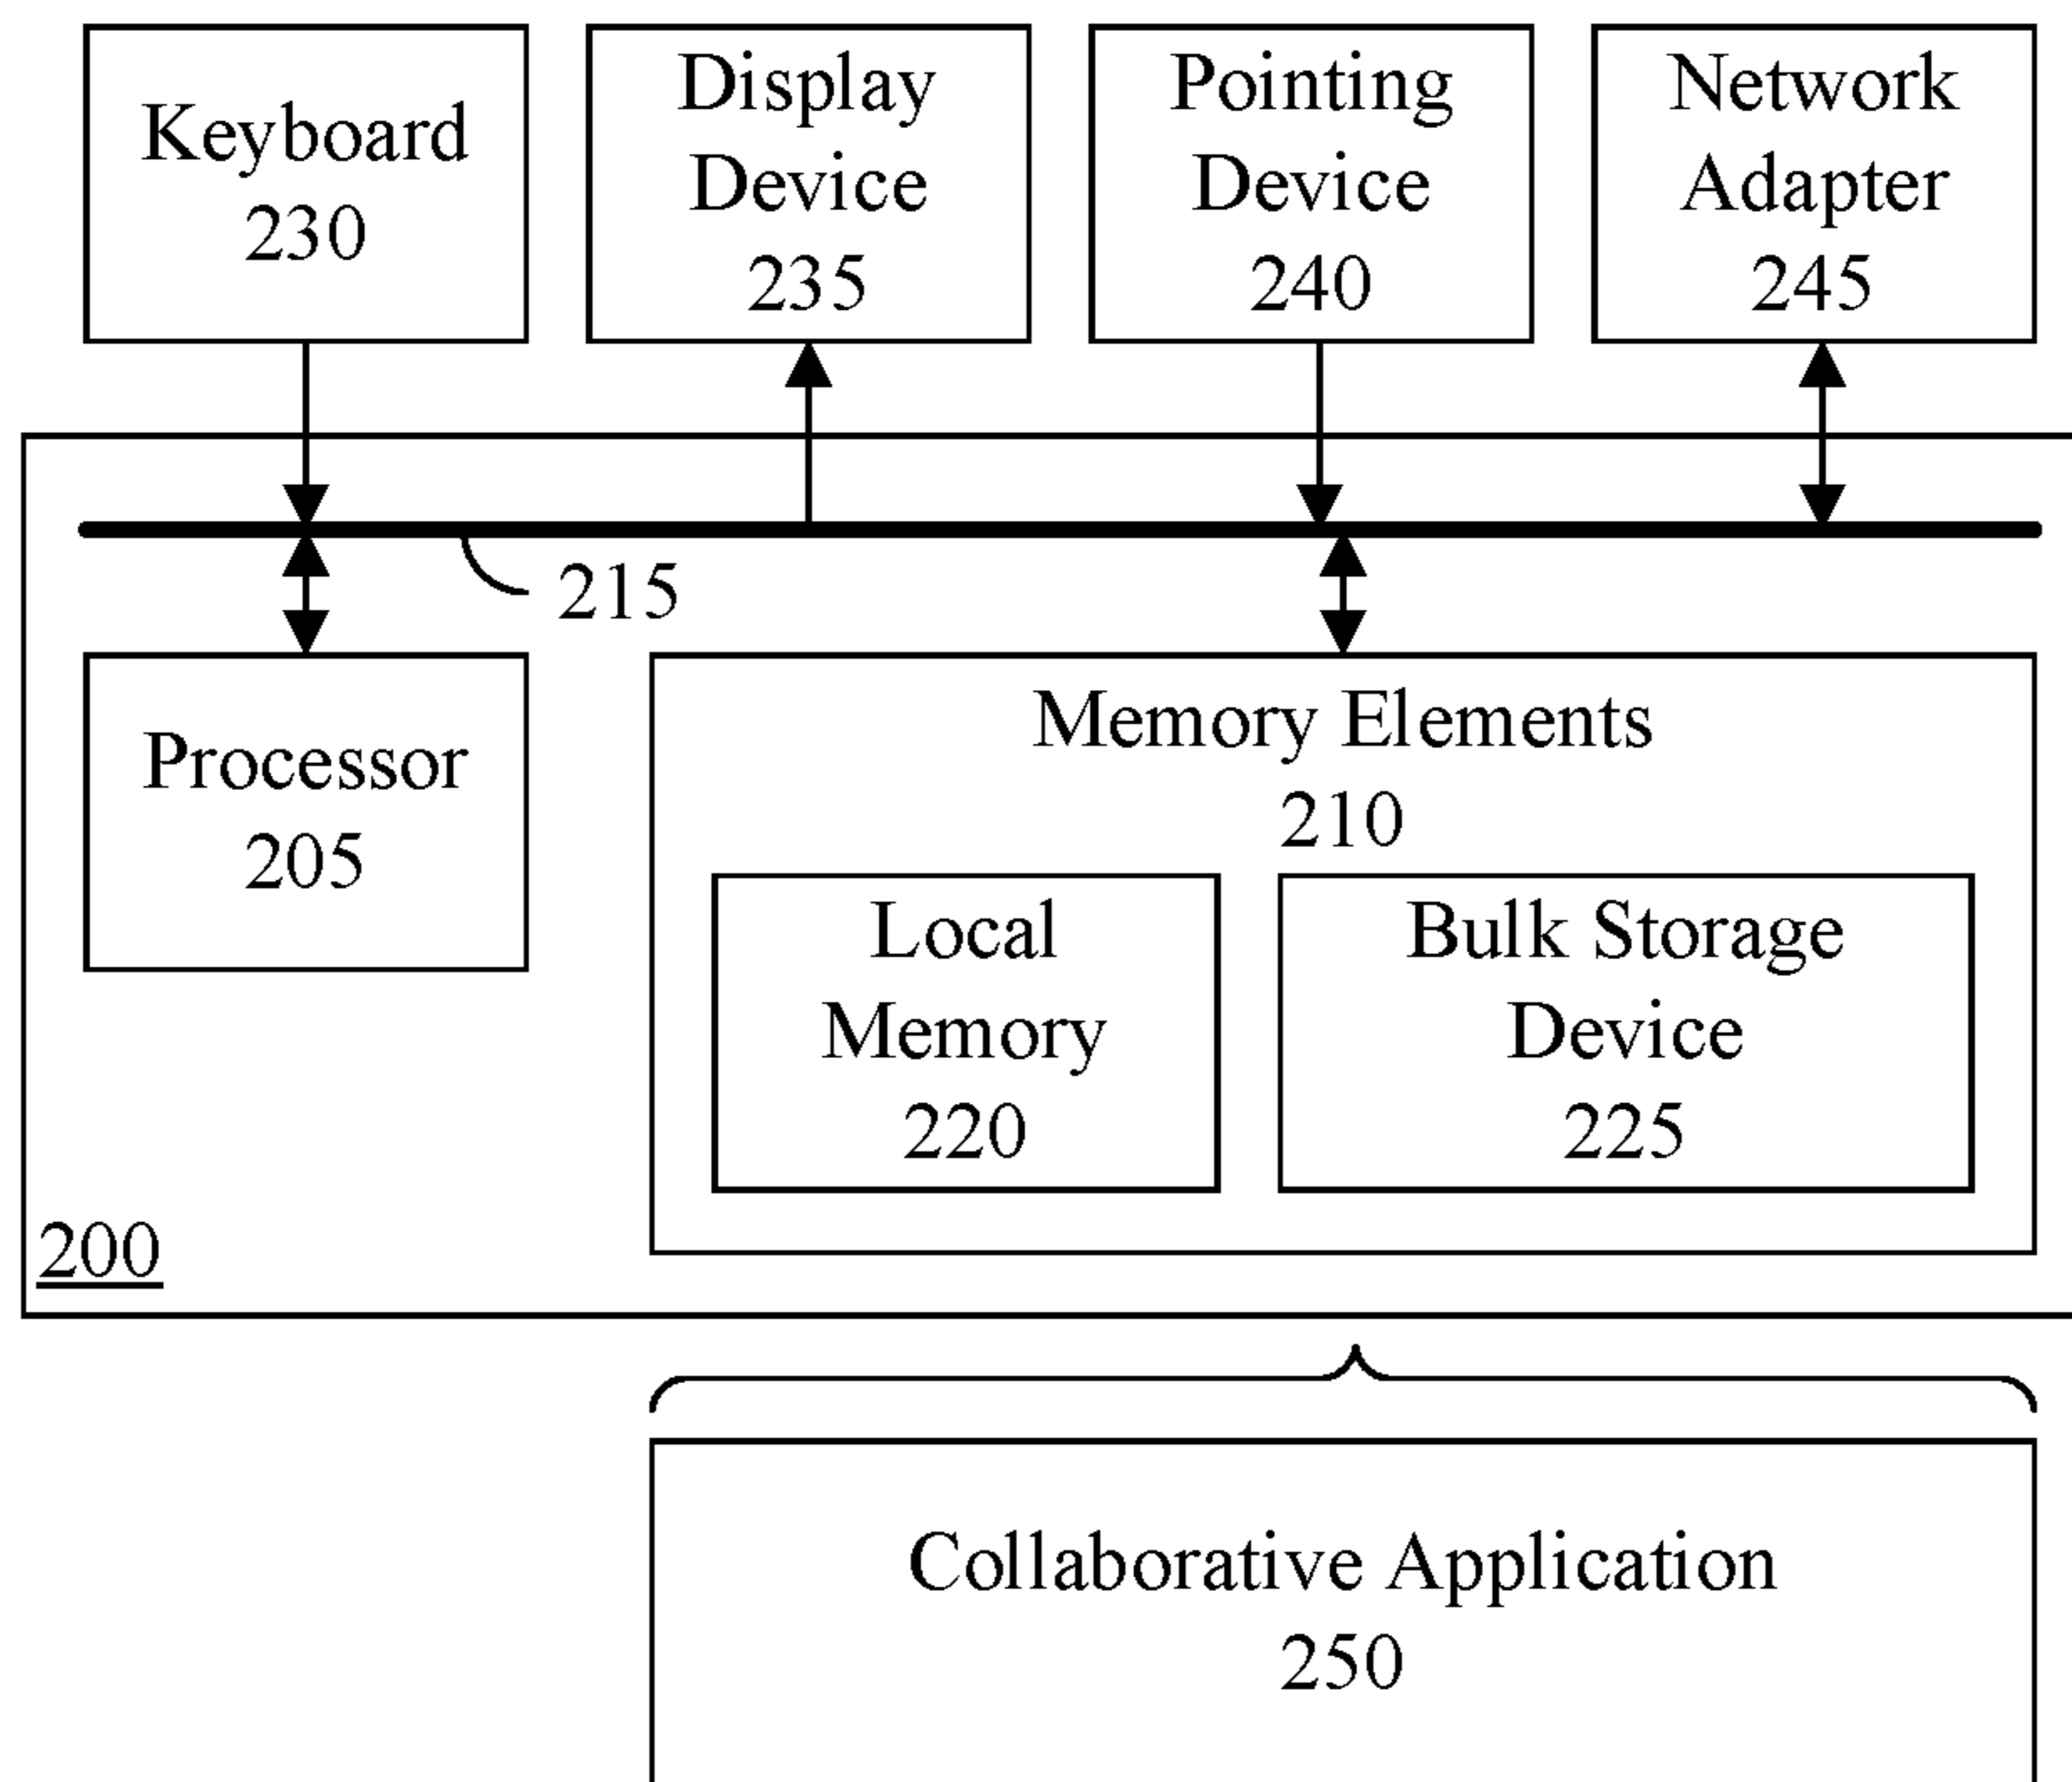 Keyboard
230
Display
Device
235
Pointing
Device
240
Network
Adapter
245
215
Processor
205
Memory Elements
210
Local
Memory
220
Bulk Storage
Device
225
200
Collaborative Application
250